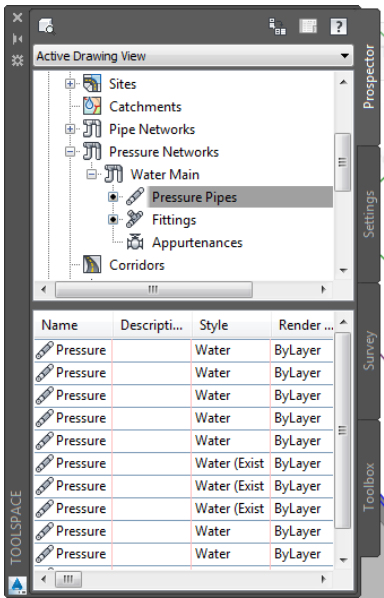 Active Drawing View
Sites
Catchments
Pipe Networks
Pressure Networks
Water Main
Pressure Pipes
Fittings
Appurtenances
Corridors
Name Descripti... Style Render ...
Pressure Water ByLayer
Pressure Water ByLayer
Pressure Water ByLayer
Pressure Water ByLayer
Pressure Water ByLayer
Pressure Water (Exist ByLayer
Pressure Water (Exist ByLayer
Pressure Water (Exist ByLayer
Pressure Water ByLayer
Pressure Water ByLayer
Prospector
Settings
Survey
Toolbox
TOOLSPACE